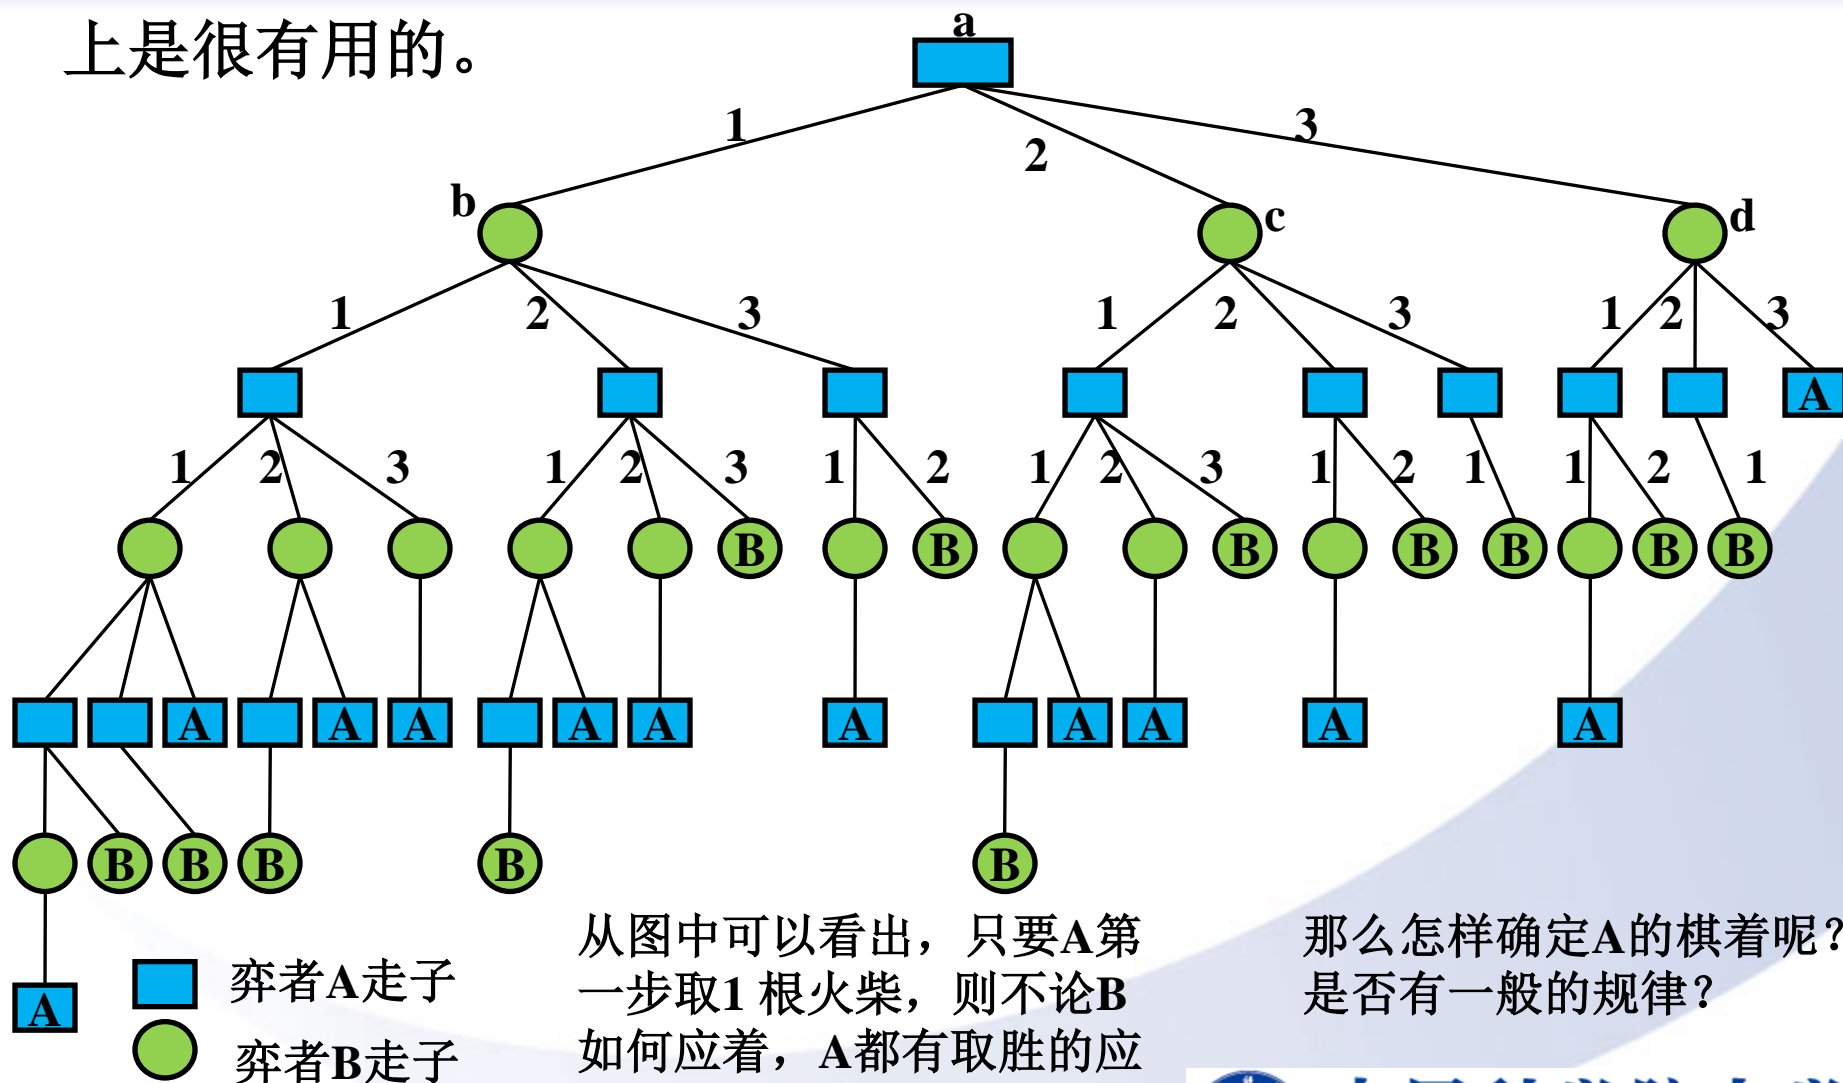 上是很有用的。
a
1
2
3
b
c
d
1 2 3 1 2 3 1 2 3
A
1 2 3 1 2 3 1 2 1 2 3 1 2 1 1 2 1
B B B B B B B
A A A A A A A A A A
B B B B B
A
弈者A走子
弈者B走子
从图中可以看出，只要A第
一步取1 根火柴，则不论B
如何应着，A都有取胜的应
那么怎样确定A的棋着呢？
是否有一般的规律？